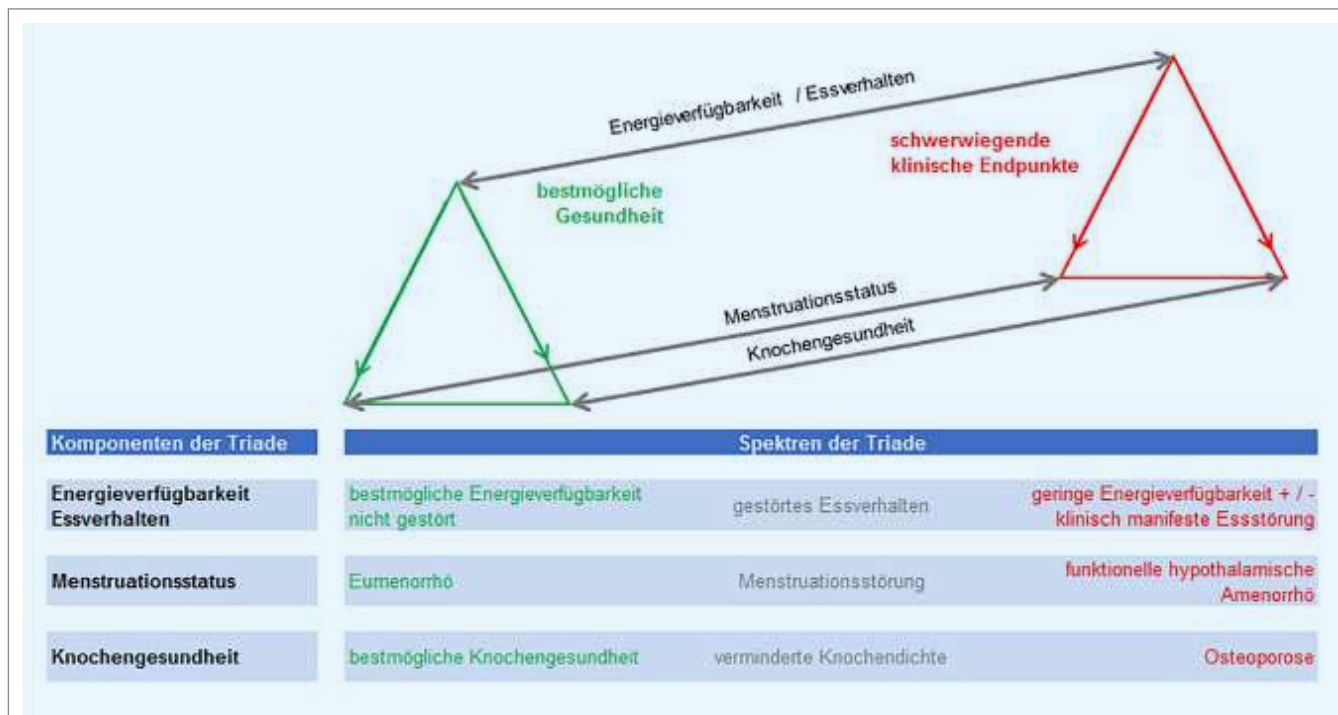 Energieverfügbarkeit / Essverhalten
schwerwiegende
klinische Endpunkte
bestmögliche
Gesundheit
Menstruationsstatus
Knochengesundheit
Komponenten der Triade
Spektren der Triade
Energieverfügbarkeit
Essverhalten
bestmögliche Energieverfügbarkeit
nicht gestört
gestörtes Essverhalten
geringe Energieverfügbarkeit + / -
klinisch manifeste Essstörung
Menstruationsstatus
Eumenorrhö
Menstruationsstörung
funktionelle hypothalamische
Amenorrhö
Knochengesundheit
bestmögliche Knochengesundheit
verminderte Knochendichte
Osteoporose